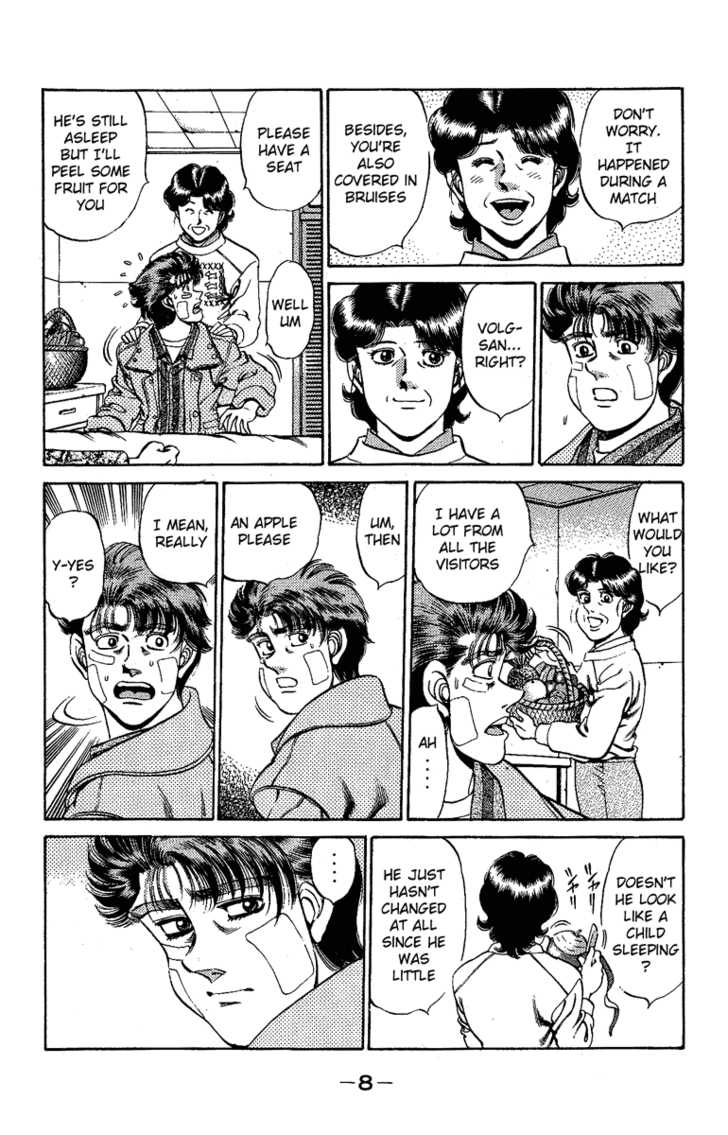 DON'T
WORRY.
IT
HAPPENED
DURING A
MATCH
BESIDES,
YOU'RE
ALSO
COVERED IN
BRUISES
VOLG-
SAN...
RIGHT?
PLEASE
HAVE A
SEAT
HE'S STILL
ASLEEP
BUT I'LL
PEEL SOME
FRUIT FOR
YOU
WELL
UM
WHAT
WOULD
YOU
LIKE?
I HAVE A
LOT FROM
ALL THE
VISITORS
AH
....
UM,
THEN
AN APPLE
PLEASE
I MEAN,
REALLY
Y-YES
?
DOESN'T
HE LOOK
LIKE A
CHILD
SLEEPING
?
HE JUST
HASN'T
CHANGED
AT ALL
SINCE HE
WAS
LITTLE
....
—8—